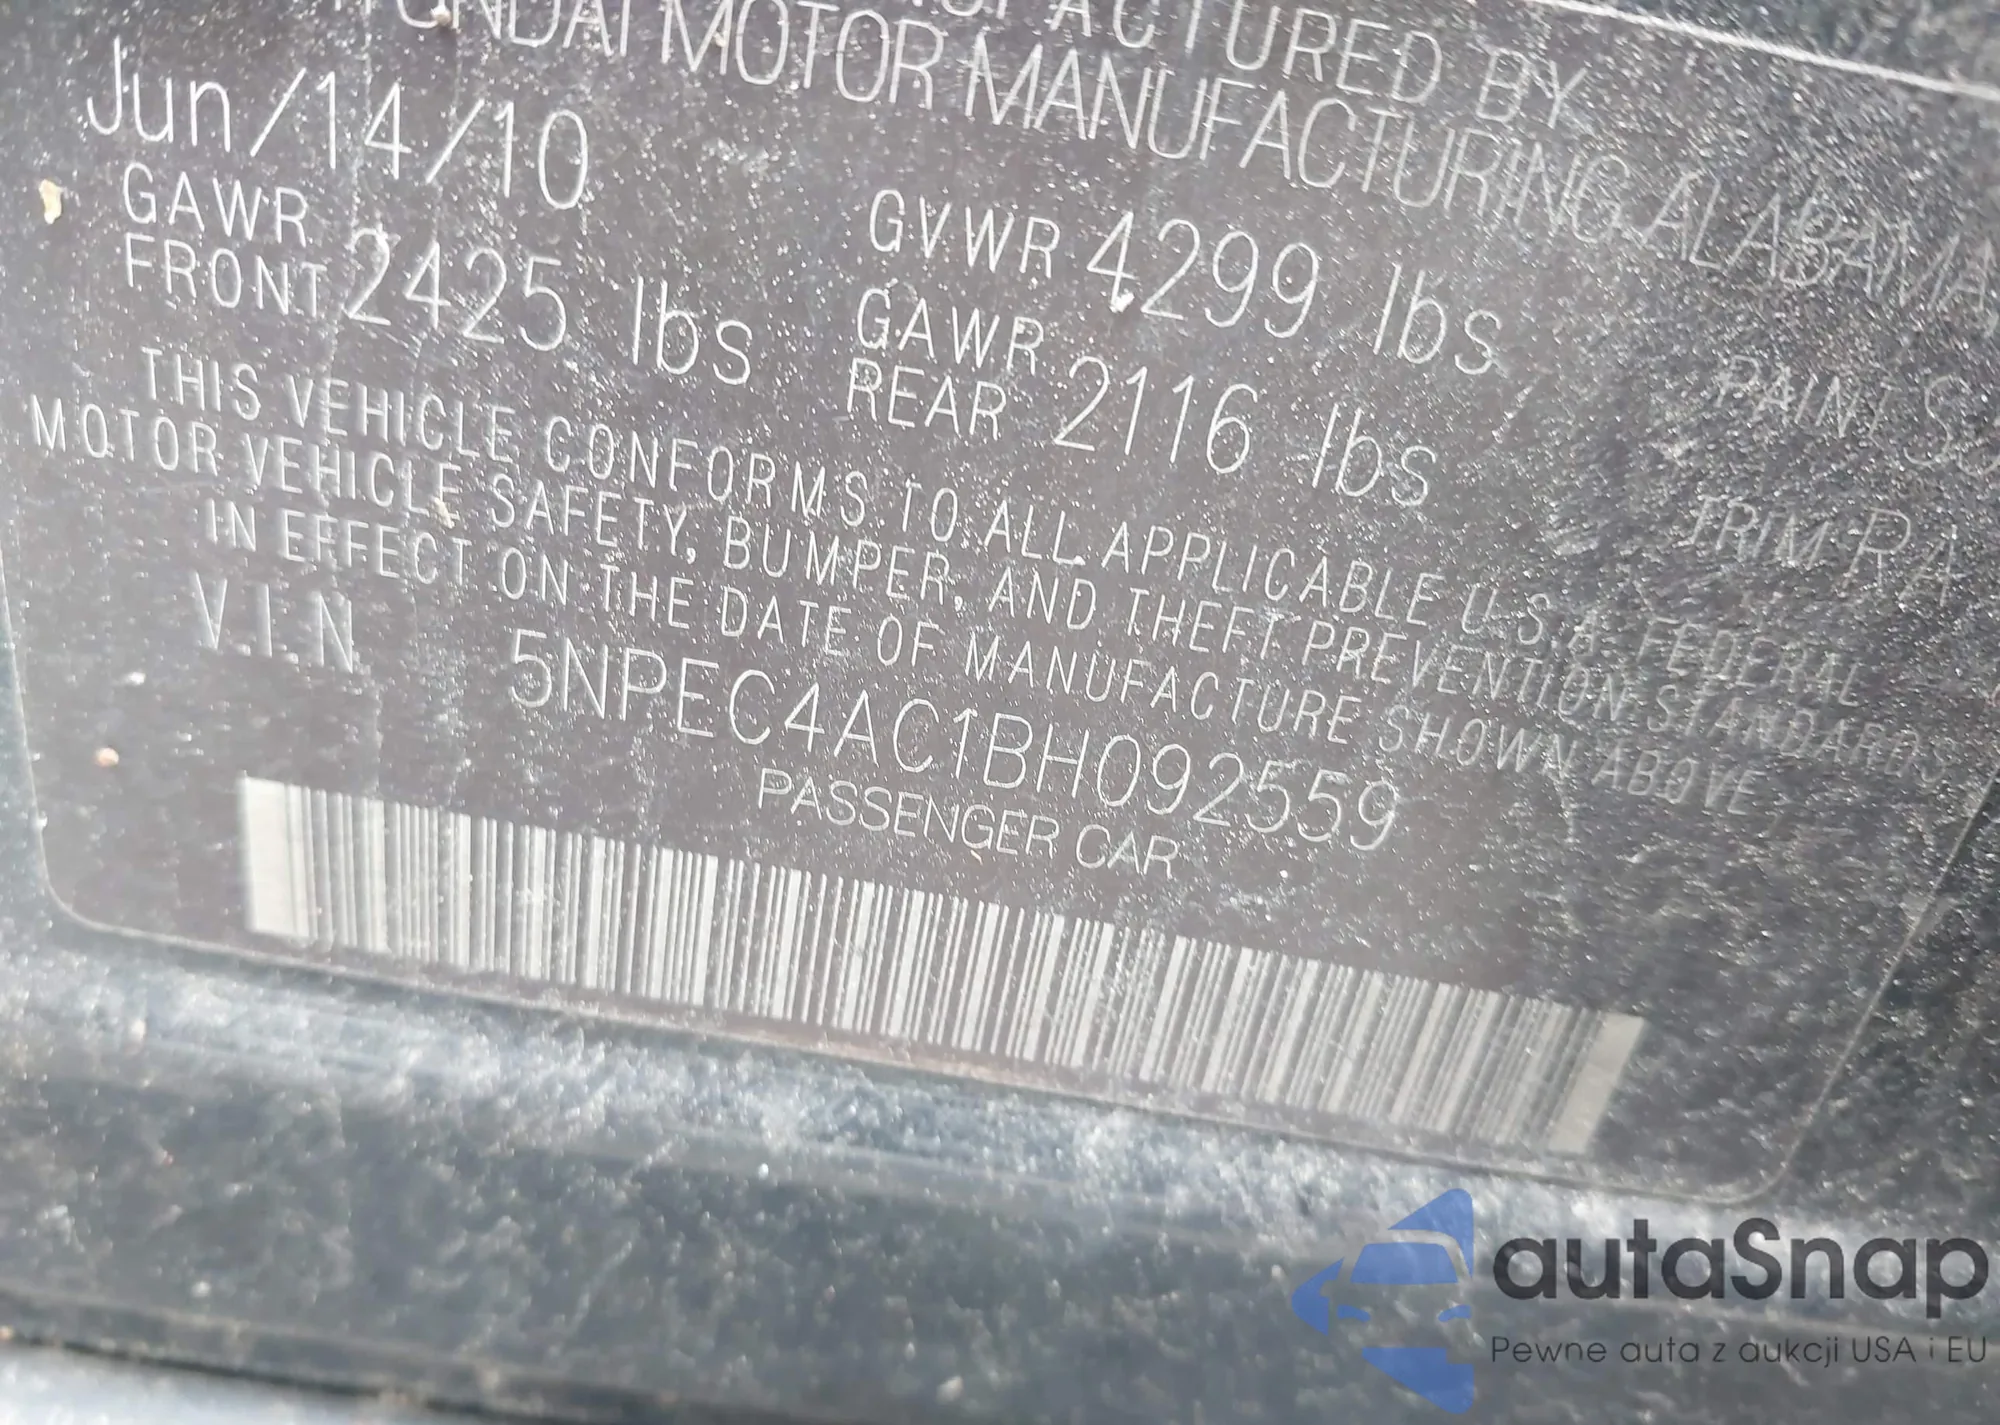 MANUFACTURED BY
HYUNDAI MOTOR MANUFACTURING ALABAMA,
Jun/14/10
GVWR 4299 lbs
GAWR FRONT 2425 lbs
GAWR REAR 2116 lbs
PAINT
TRIM RA
THIS VEHICLE CONFORMS TO ALL APPLICABLE U.S.A. FEDERAL
MOTOR VEHICLE SAFETY, BUMPER, AND THEFT PREVENTION STANDARDS
IN EFFECT ON THE DATE OF MANUFACTURE SHOWN ABOVE
V.I.N 5NPEC4AC1BH092559
PASSENGER CAR
autaSnap
Pewne auta z aukcji USA i EU